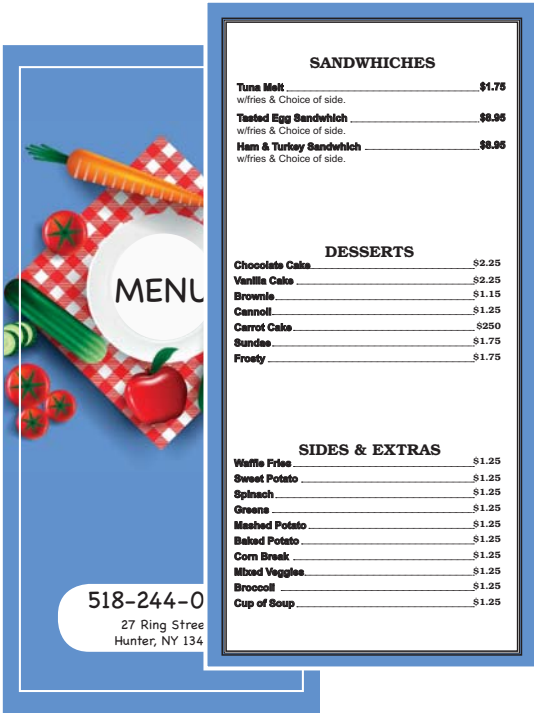 MENU
518-244-0
27 Ring Stree
Hunter, NY 134
SANDWHICHES
Tuna Melt $1.75
w/fries & Choice of side.
Tasted Egg Sandwhich $8.95
w/fries & Choice of side.
Ham & Turkey Sandwhich $8.95
w/fries & Choice of side.
DESSERTS
Chocolate Cake $2.25
Vanilla Cake $2.25
Brownie $1.15
Cannoli $1.25
Carrot Cake $250
Sundae $1.75
Frosty $1.75
SIDES & EXTRAS
Waffle Fries $1.25
Sweet Potato $1.25
Spinach $1.25
Greens $1.25
Mashed Potato $1.25
Baked Potato $1.25
Corn Break $1.25
Mixed Veggies $1.25
Broccoli $1.25
Cup of Soup $1.25